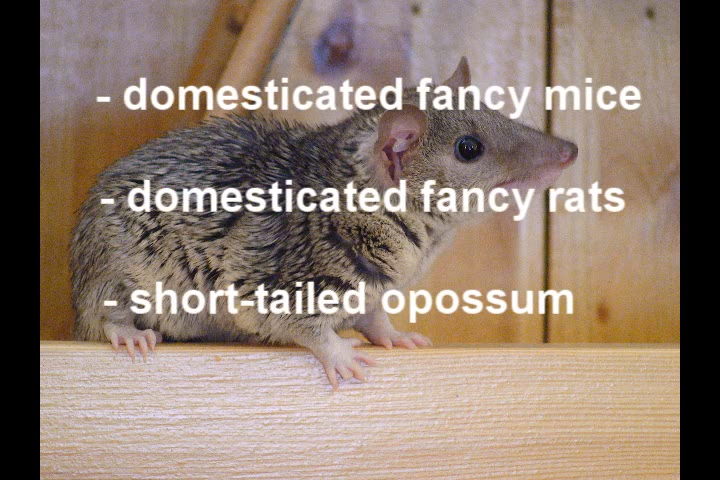 - domesticated fancy mice
- domesticated fancy rats
- short-tailed opossum